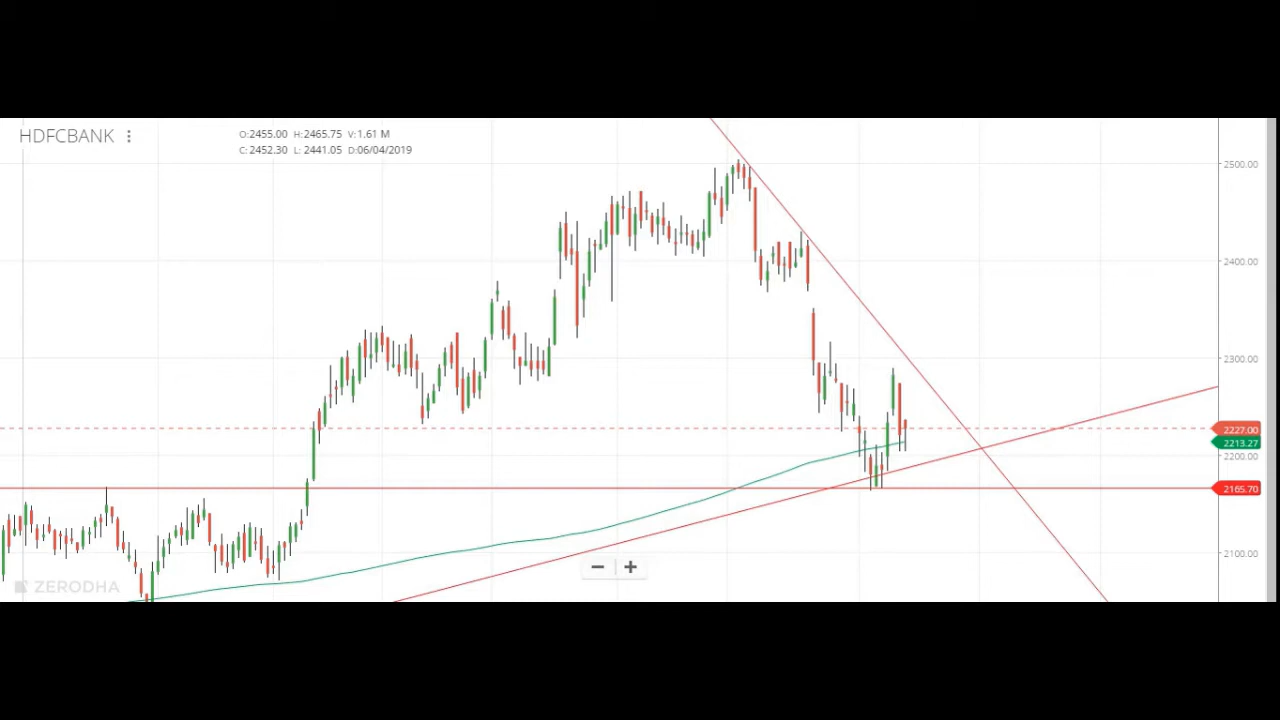 HDFCBANK
O:2455.00 H:2465.75 V:1.61 M
C:2452.30 L: 2441.05 D:06/04/2019
2500.00
2400.00
2300.00
2227.00
2213.27
2200.00
2165.70
2100.00
ZERODHA